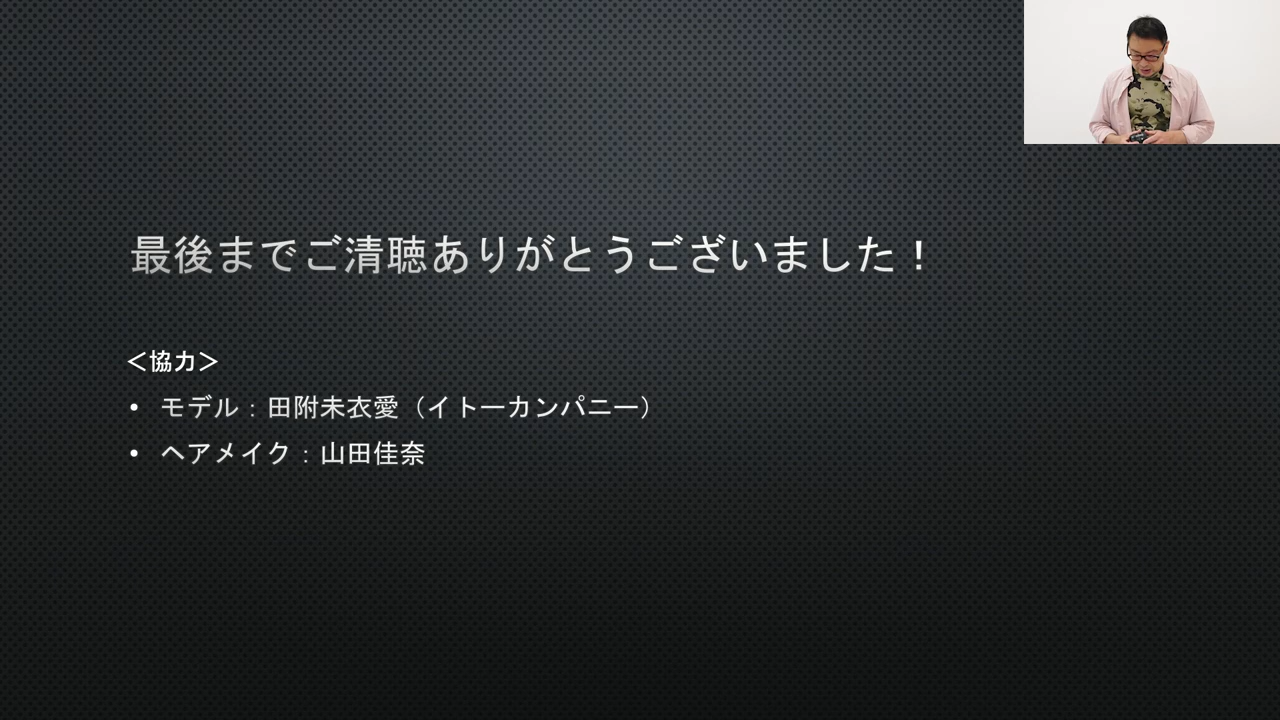 最後までご清聴ありがとうございました！
＜協力＞
• モデル：田附未衣愛（イトーカンパニー）
• ヘアメイク：山田佳奈